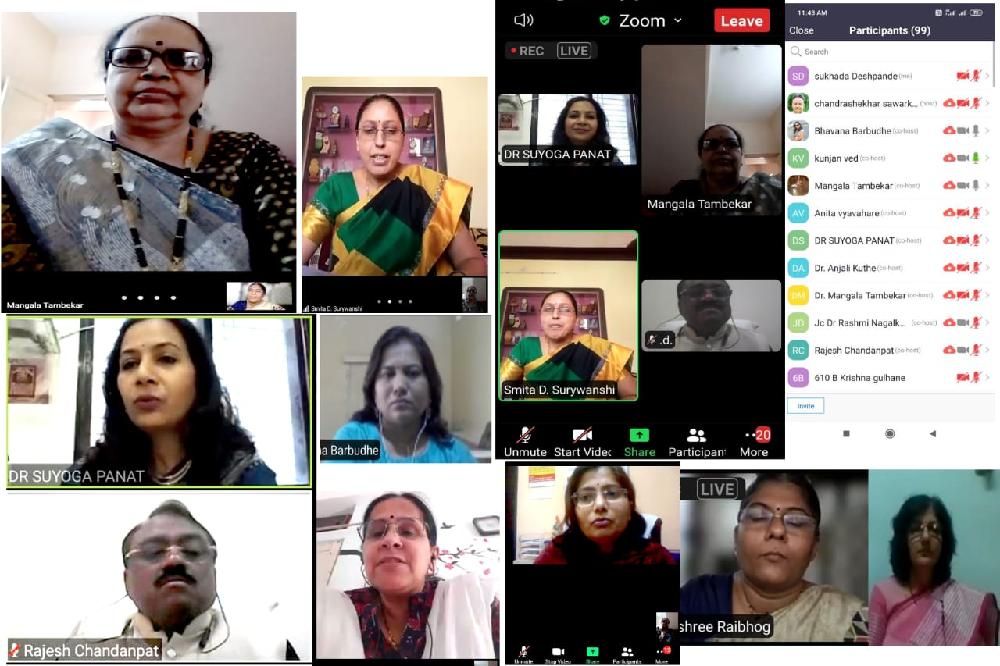 Mangala Tambekar
Smita D. Surywanshi
Zoom
Leave
REC LIVE
DR SUYOGA PANAT
Mangala Tambekar
Smita D. Surywanshi
.d.
Unmute Start Videc Share Participan More
20
11:43 AM
72
Close Participants (99)
Search
SD sukhada Deshpande (me)
chandrashekhar sawark... (host)
Bhavana Barbudhe (co-host)
KV kunjan ved (co-host)
Mangala Tambekar (co-host)
AV Anita vyavahare (co-host)
DS DR SUYOGA PANAT (co-host)
DA Dr. Anjali Kuthe (co-host)
DM Dr. Mangala Tambekar (co-host)
JD Jc Dr Rashmi Nagalk... (co-host)
RC Rajesh Chandanpat (co-host)
6B 610 B Krishna gulhane
Invite
DR SUYOGA PANAT
na Barbudhe
Rajesh Chandanpat
Unmute Stop Video Share Participants More
13
LIVE
shree Raibhog